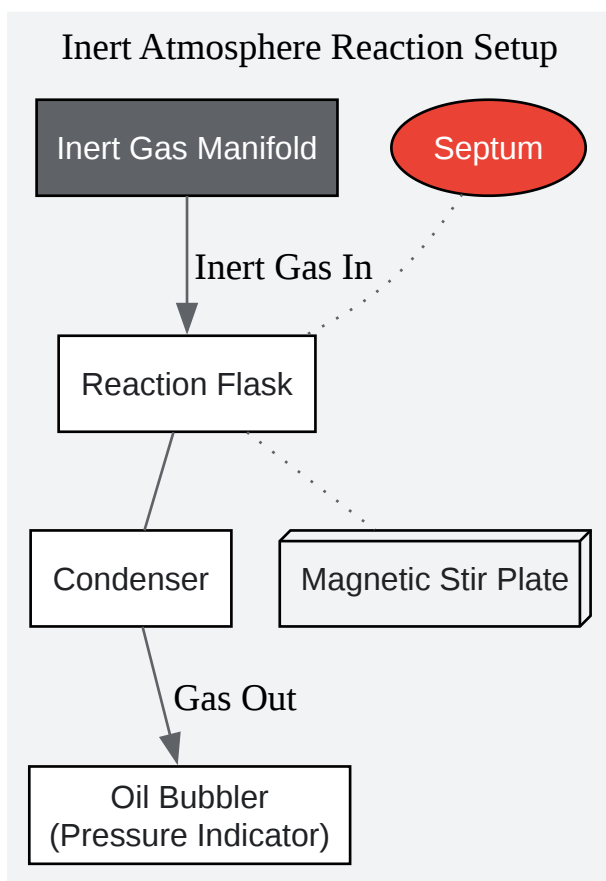 Inert Atmosphere Reaction Setup
Inert Gas Manifold
Septum
Inert Gas In
Reaction Flask
Condenser
Magnetic Stir Plate
Gas Out
Oil Bubbler
(Pressure Indicator)